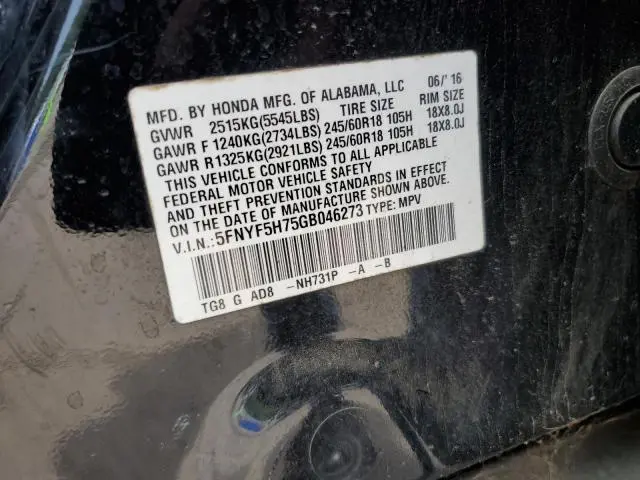 MFD. BY HONDA MFG. OF ALABAMA, LLC 06/'16
GVWR 2515KG(5545LBS) TIRE SIZE RIM SIZE
GAWR F 1240KG(2734LBS) 245/60R18 105H 18X8.0J
GAWR R 1325KG(2921LBS) 245/60R18 105H 18X8.0J
THIS VEHICLE CONFORMS TO ALL APPLICABLE
FEDERAL MOTOR VEHICLE SAFETY
AND THEFT PREVENTION STANDARDS IN EFFECT
ON THE DATE OF MANUFACTURE SHOWN ABOVE.
V.I.N.: 5FNYF5H75GB046273 TYPE: MPV
TG8 G AD8 -NH731P -A -B